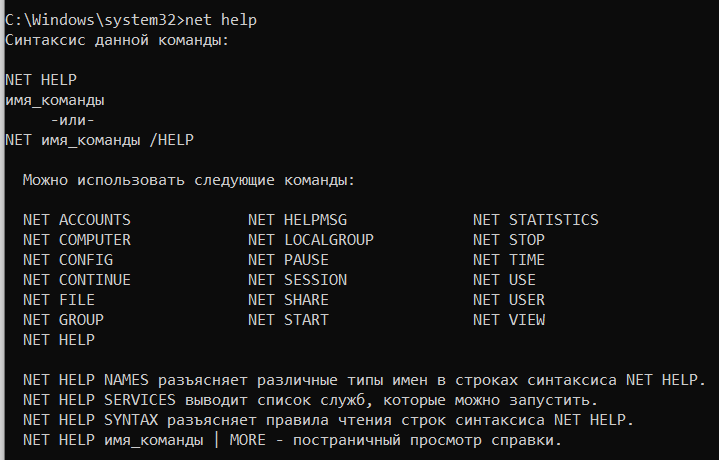 C:\Windows\system32>net help
Синтаксис данной команды:
NET HELP
имя_команды
-или-
NET имя_команды /HELP
Можно использовать следующие команды:
NET ACCOUNTS NET HELPMSG NET STATISTICS
NET COMPUTER NET LOCALGROUP NET STOP
NET CONFIG NET PAUSE NET TIME
NET CONTINUE NET SESSION NET USE
NET FILE NET SHARE NET USER
NET GROUP NET START NET VIEW
NET HELP
NET HELP NAMES разъясняет различные типы имен в строках синтаксиса NET HELP.
NET HELP SERVICES выводит список служб, которые можно запустить.
NET HELP SYNTAX разъясняет правила чтения строк синтаксиса NET HELP.
NET HELP имя_команды | MORE - постраничный просмотр справки.